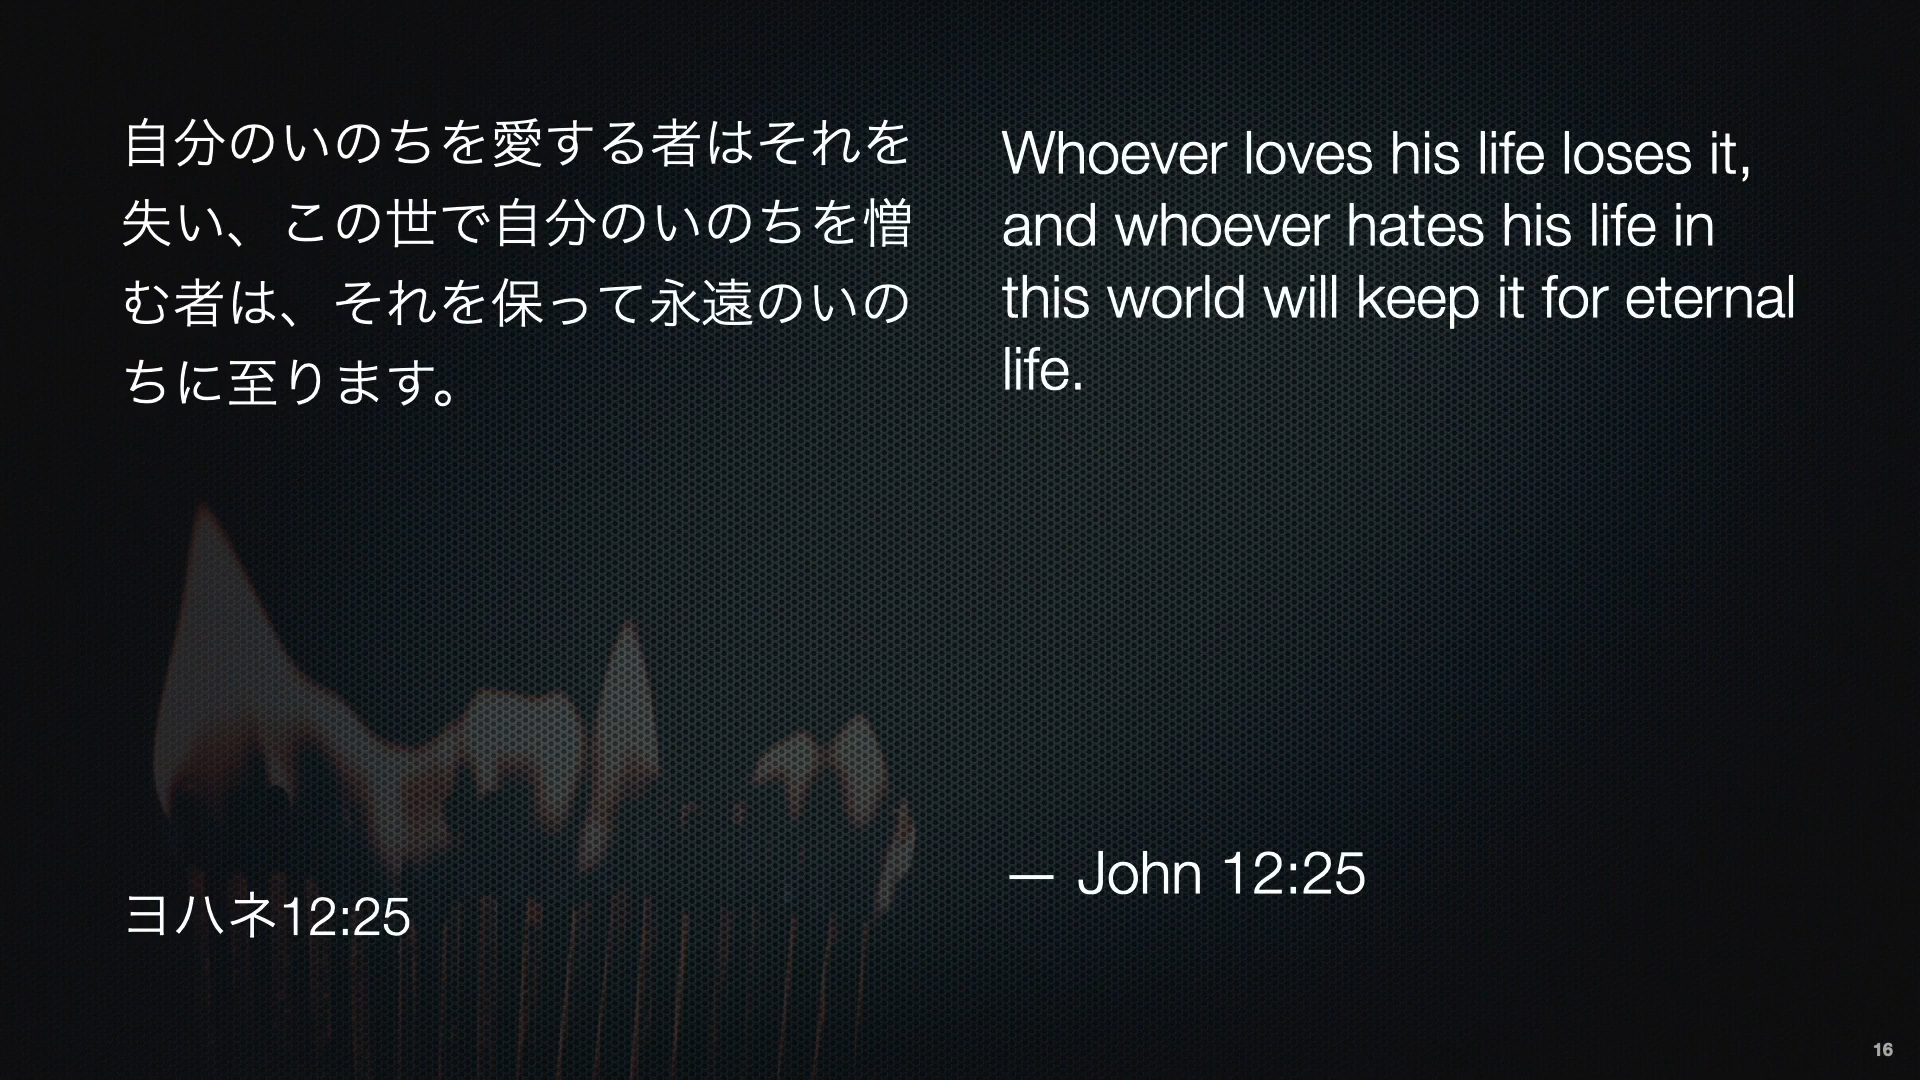 自分のいのちを愛する者はそれを
失い、この世で自分のいのちを憎
む者は、それを保って永遠のいの
ちに至ります。
ヨハネ12:25
Whoever loves his life loses it,
and whoever hates his life in
this world will keep it for eternal
life.
— John 12:25
16